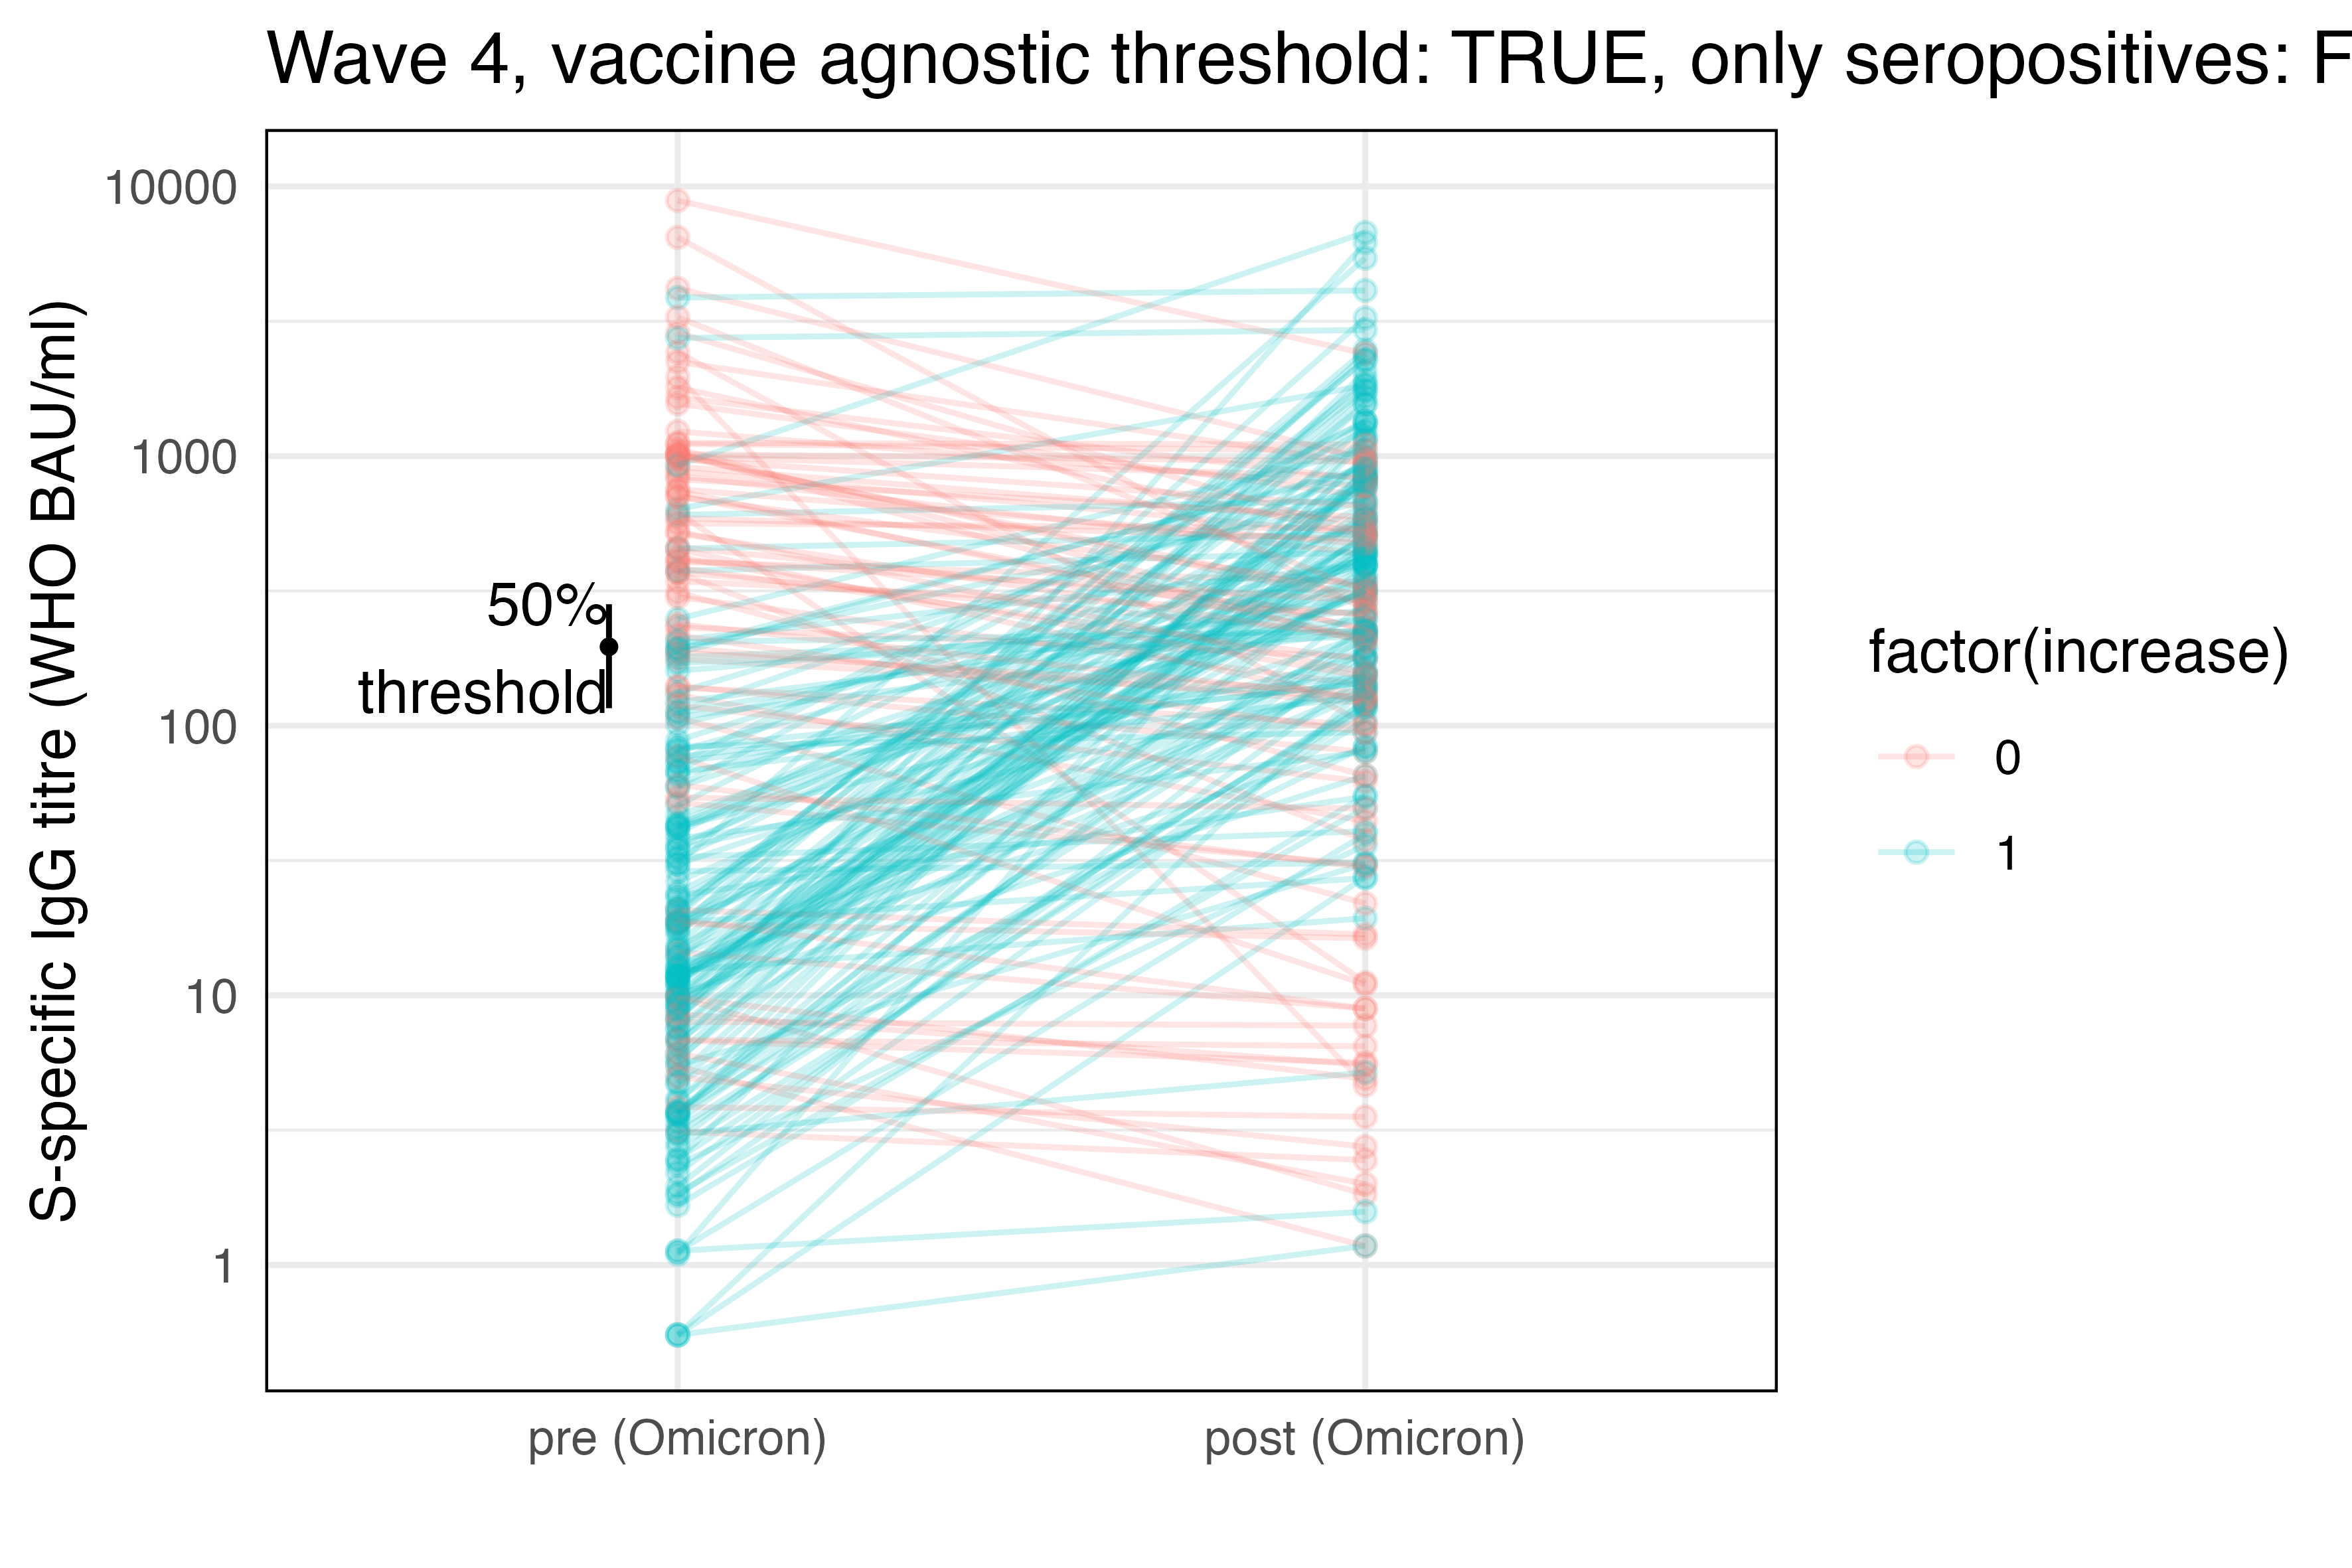 Wave 4, vaccine agnostic threshold: TRUE, only seropositives: F
S-specific IgG titre (WHO BAU/ml)
10000
1000
100
10
1
50%
threshold
pre (Omicron)
post (Omicron)
factor(increase)
0
1